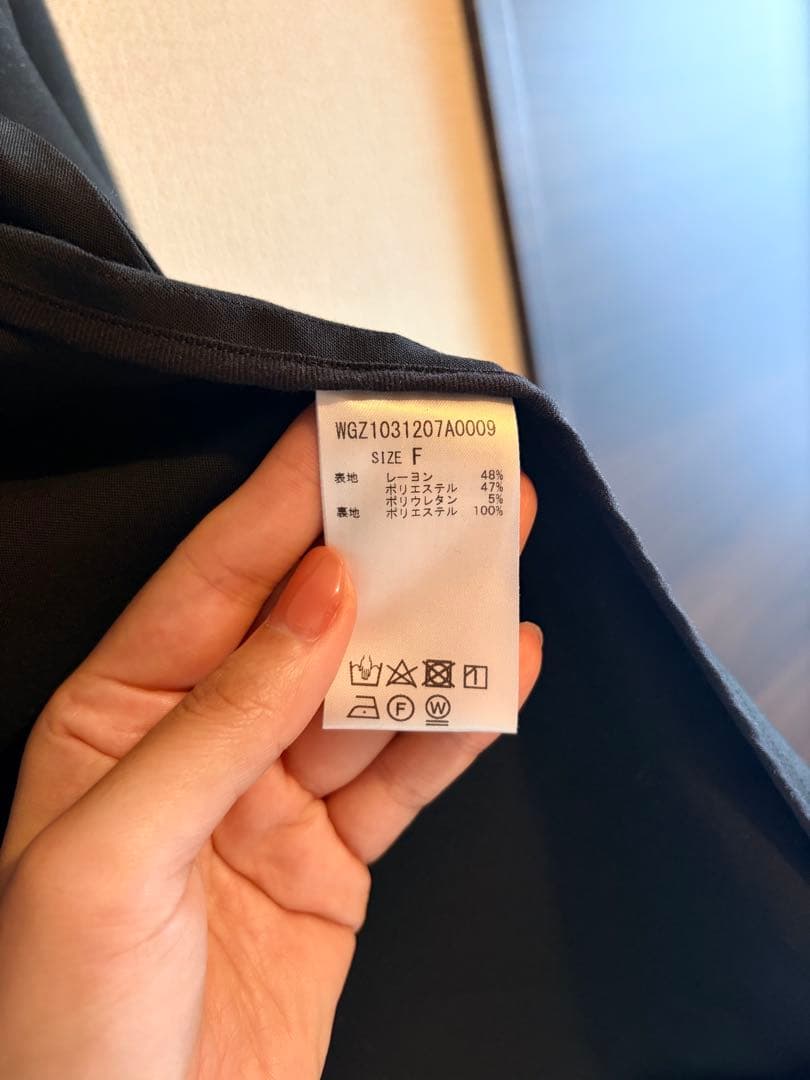 WGZ1031207A0009
SIZE F
表地 レーヨン 48%
ポリエステル 47%
ポリウレタン 5%
裏地 ポリエステル 100%
F W